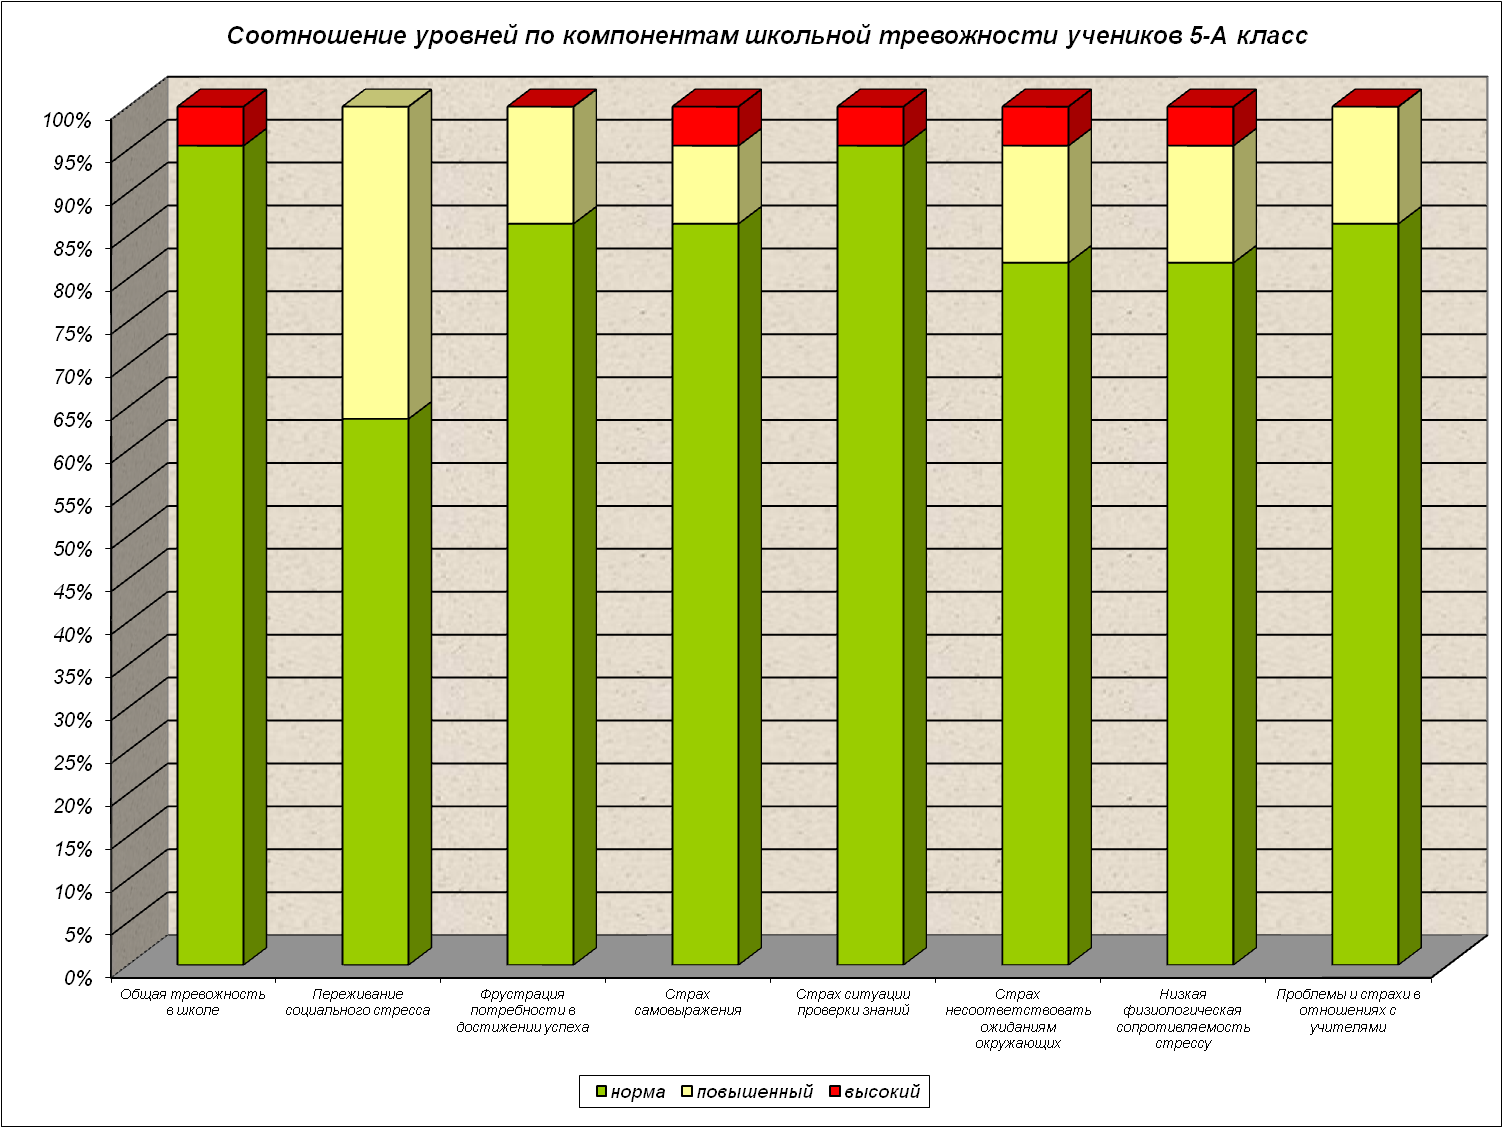 Соотношение уровней по компонентам школьной тревожности учеников 5-А класс
100%
95%
90%
85%
80%
75%
70%
65%
60%
55%
50%
45%
40%
35%
30%
25%
20%
15%
10%
5%
0%
Общая тревожность
в школе
Переживание
социального стресса
Фрустрация
потребности в
достижении успеха
Страх
самовыражения
Страх ситуации
проверки знаний
Страх
несоответствовать
ожиданиям
окружающих
Низкая
физиологическая
сопротивляемость
стрессу
Проблемы и страхи в
отношениях с
учителями
норма повышенный высокий